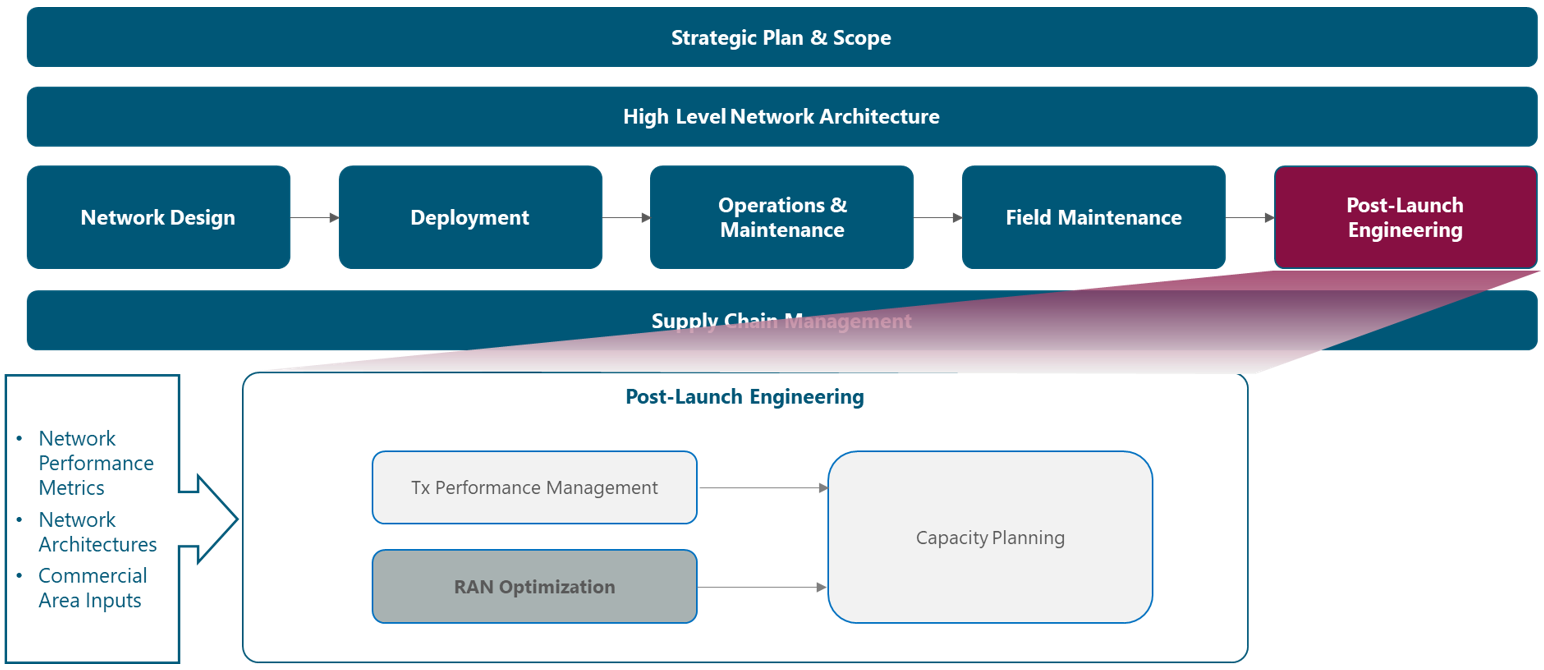 Strategic Plan & Scope
High Level Network Architecture
Network Design
Deployment
Operations &
Maintenance
Field Maintenance
Post-Launch
Engineering
Supply Chain Management
• Network
Performance
Metrics
• Network
Architectures
• Commercial
Area Inputs
Post-Launch Engineering
Tx Performance Management
RAN Optimization
Capacity Planning